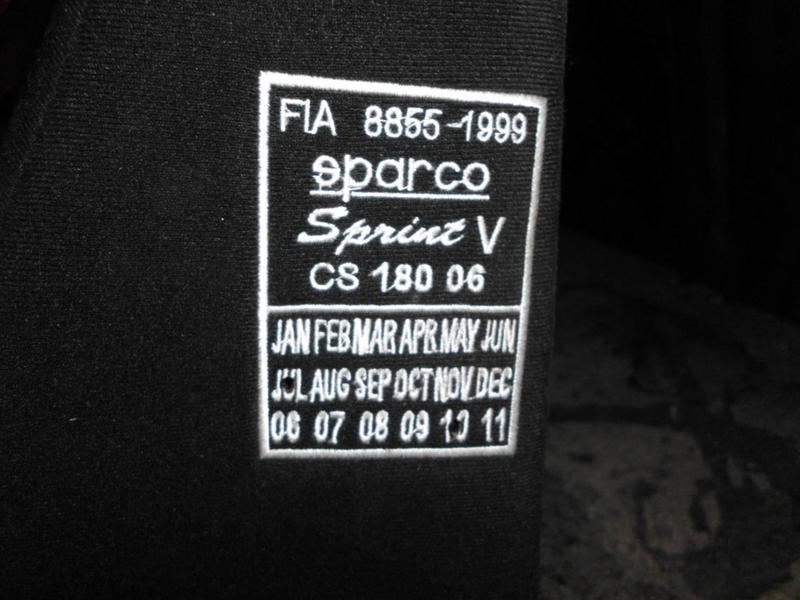 FIA 8855-1999
sparco
Sprint V
CS 180 06
JAN FEB MAR APR MAY JUN
JUL AUG SEP OCT NOV DEC
06 07 08 09 10 11